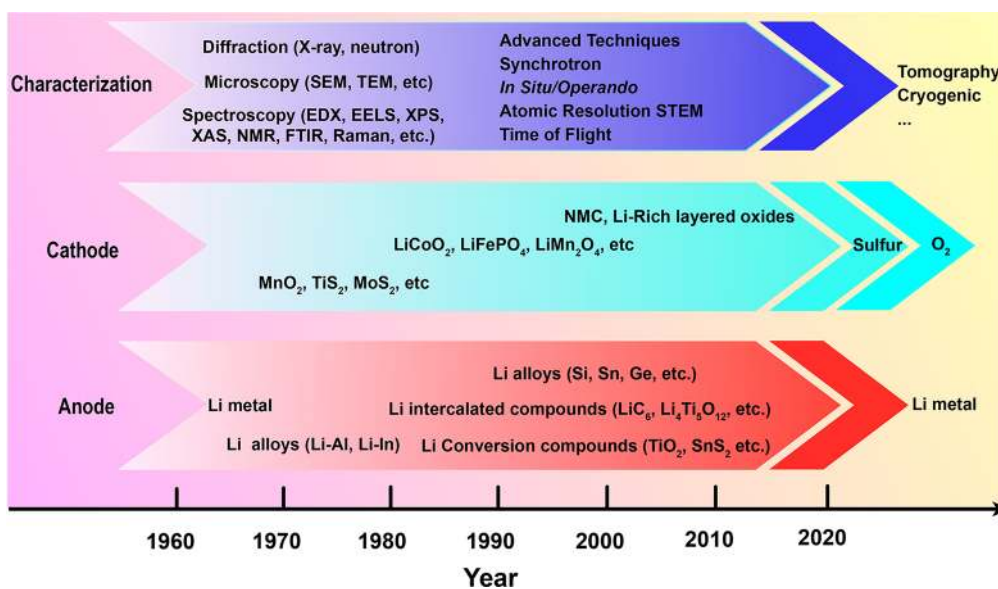 Characterization
Diffraction (X-ray, neutron)
Microscopy (SEM, TEM, etc)
Spectroscopy (EDX, EELS, XPS,
XAS, NMR, FTIR, Raman, etc.)
Advanced Techniques
Synchrotron
In Situ/Operando
Atomic Resolution STEM
Time of Flight
Tomography
Cryogenic
...
Cathode
NMC, Li-Rich layered oxides
LiCoO₂, LiFePO₄, LiMn₂O₄, etc
MnO₂, TiS₂, MoS₂, etc
Sulfur
O₂
Anode
Li alloys (Si, Sn, Ge, etc.)
Li metal
Li intercalated compounds (LiC₆, Li₄Ti₅O₁₂, etc.)
Li alloys (Li-Al, Li-In)
Li Conversion compounds (TiO₂, SnS₂ etc.)
Li metal
1960 1970 1980 1990 2000 2010 2020
Year